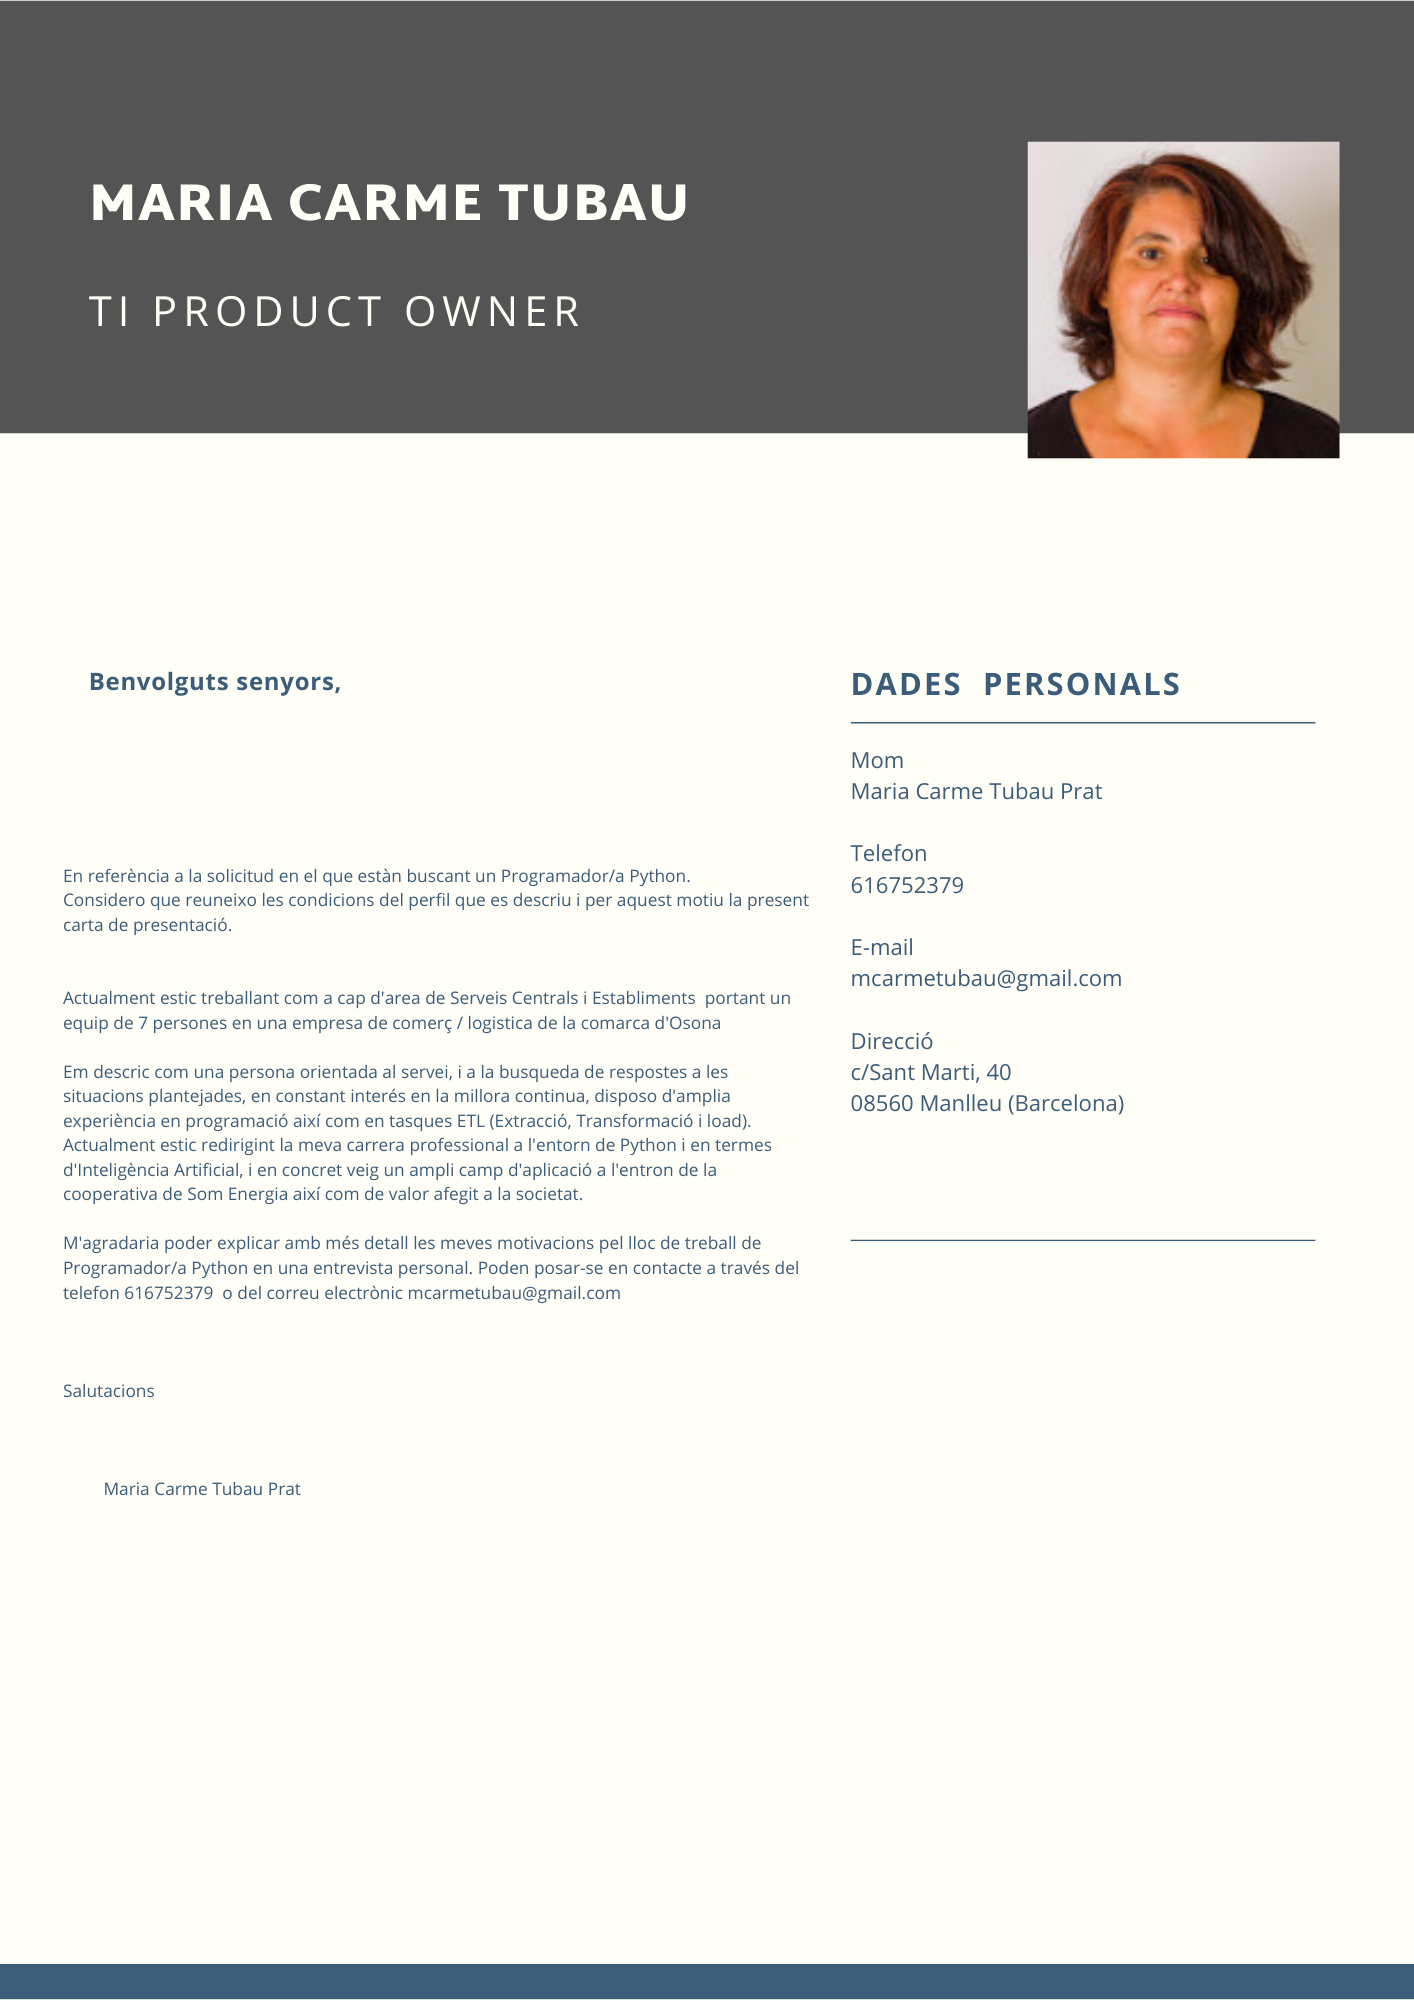 MARIA CARME TUBAU
TI PRODUCT OWNER
Benvolguts senyors,
En referència a la solicitud en el que estàn buscant un Programador/a Python.
Considero que reuneixo les condicions del perfil que es descriu i per aquest motiu la present
carta de presentació.
Actualment estic treballant com a cap d'area de Serveis Centrals i Establiments  portant un
equip de 7 persones en una empresa de comerç / logistica de la comarca d'Osona
Em descric com una persona orientada al servei, i a la busqueda de respostes a les
situacions plantejades, en constant interés en la millora continua, disposo d'amplia
experiència en programació així com en tasques ETL (Extracció, Transformació i load).
Actualment estic redirigint la meva carrera professional a l'entorn de Python i en termes
d'Inteligència Artificial, i en concret veig un ampli camp d'aplicació a l'entron de la
cooperativa de Som Energia així com de valor afegit a la societat.
M'agradaria poder explicar amb més detall les meves motivacions pel lloc de treball de
Programador/a Python en una entrevista personal. Poden posar-se en contacte a través del
telefon 616752379  o del correu electrònic mcarmetubau@gmail.com
Salutacions
Maria Carme Tubau Prat
DADES  PERSONALS
Mom
Maria Carme Tubau Prat
Telefon
616752379
E-mail
mcarmetubau@gmail.com
Direcció
c/Sant Marti, 40
08560 Manlleu (Barcelona)